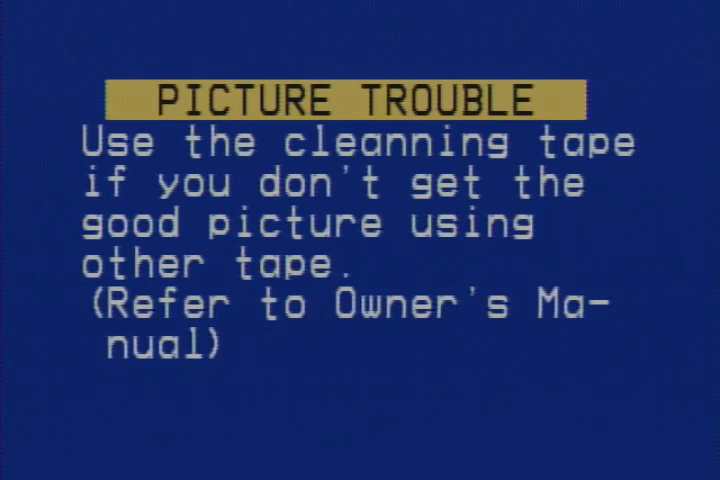 PICTURE TROUBLE
Use the cleanning tape
if you don't get the
good picture using
other tape.
(Refer to Owner's Ma-
nual)